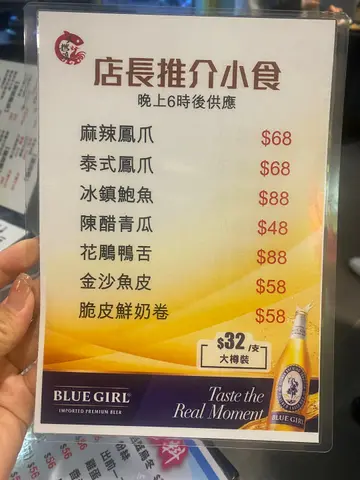 店長推介小食
晚上6時後供應
麻辣鳳爪 $68
泰式鳳爪 $68
冰鎮鮑魚 $88
陳醋青瓜 $48
花鵰鴨舌 $88
金沙魚皮 $58
脆皮鮮奶卷 $58
$32/支
大樽裝
BLUE GIRL
IMPORTED PREMIUM BEER
Taste the
Real Moment
BLUE GIRL